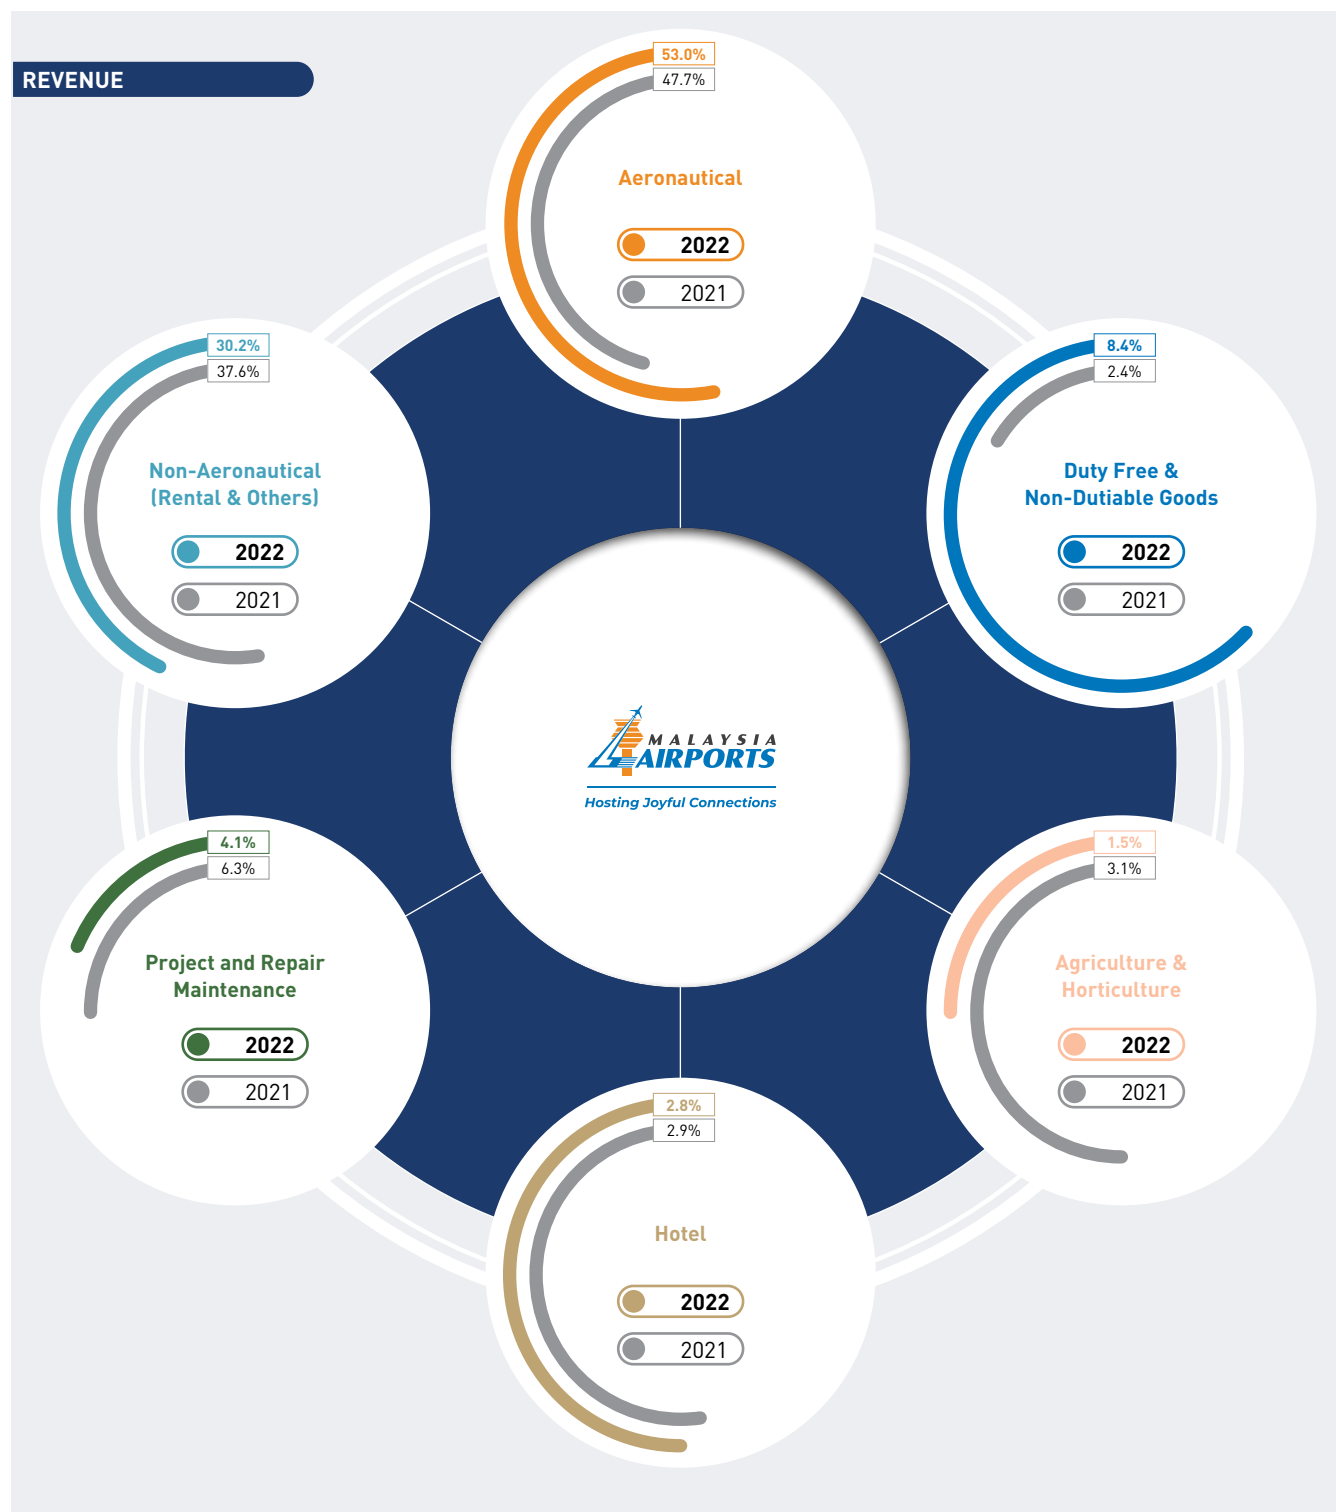 REVENUE
53.0%
47.7%
Aeronautical
2022
2021
30.2%
37.6%
Non-Aeronautical
(Rental & Others)
2022
2021
8.4%
2.4%
Duty Free &
Non-Dutiable Goods
2022
2021
MALAYSIA
AIRPORTS
Hosting Joyful Connections
4.1%
6.3%
Project and Repair
Maintenance
2022
2021
1.5%
3.1%
Agriculture &
Horticulture
2022
2021
2.8%
2.9%
Hotel
2022
2021